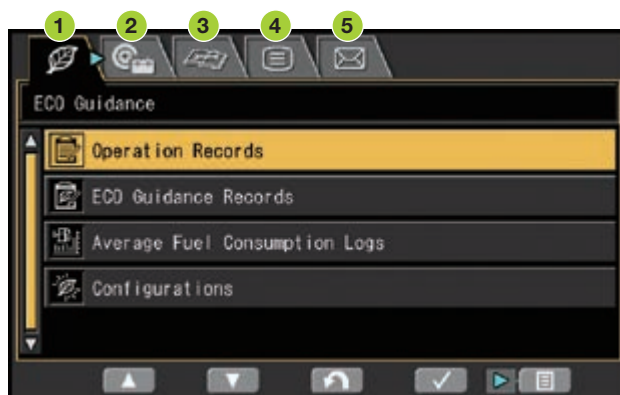 1 2 3 4 5
ECO Guidance
Operation Records
ECO Guidance Records
Average Fuel Consumption Logs
Configurations